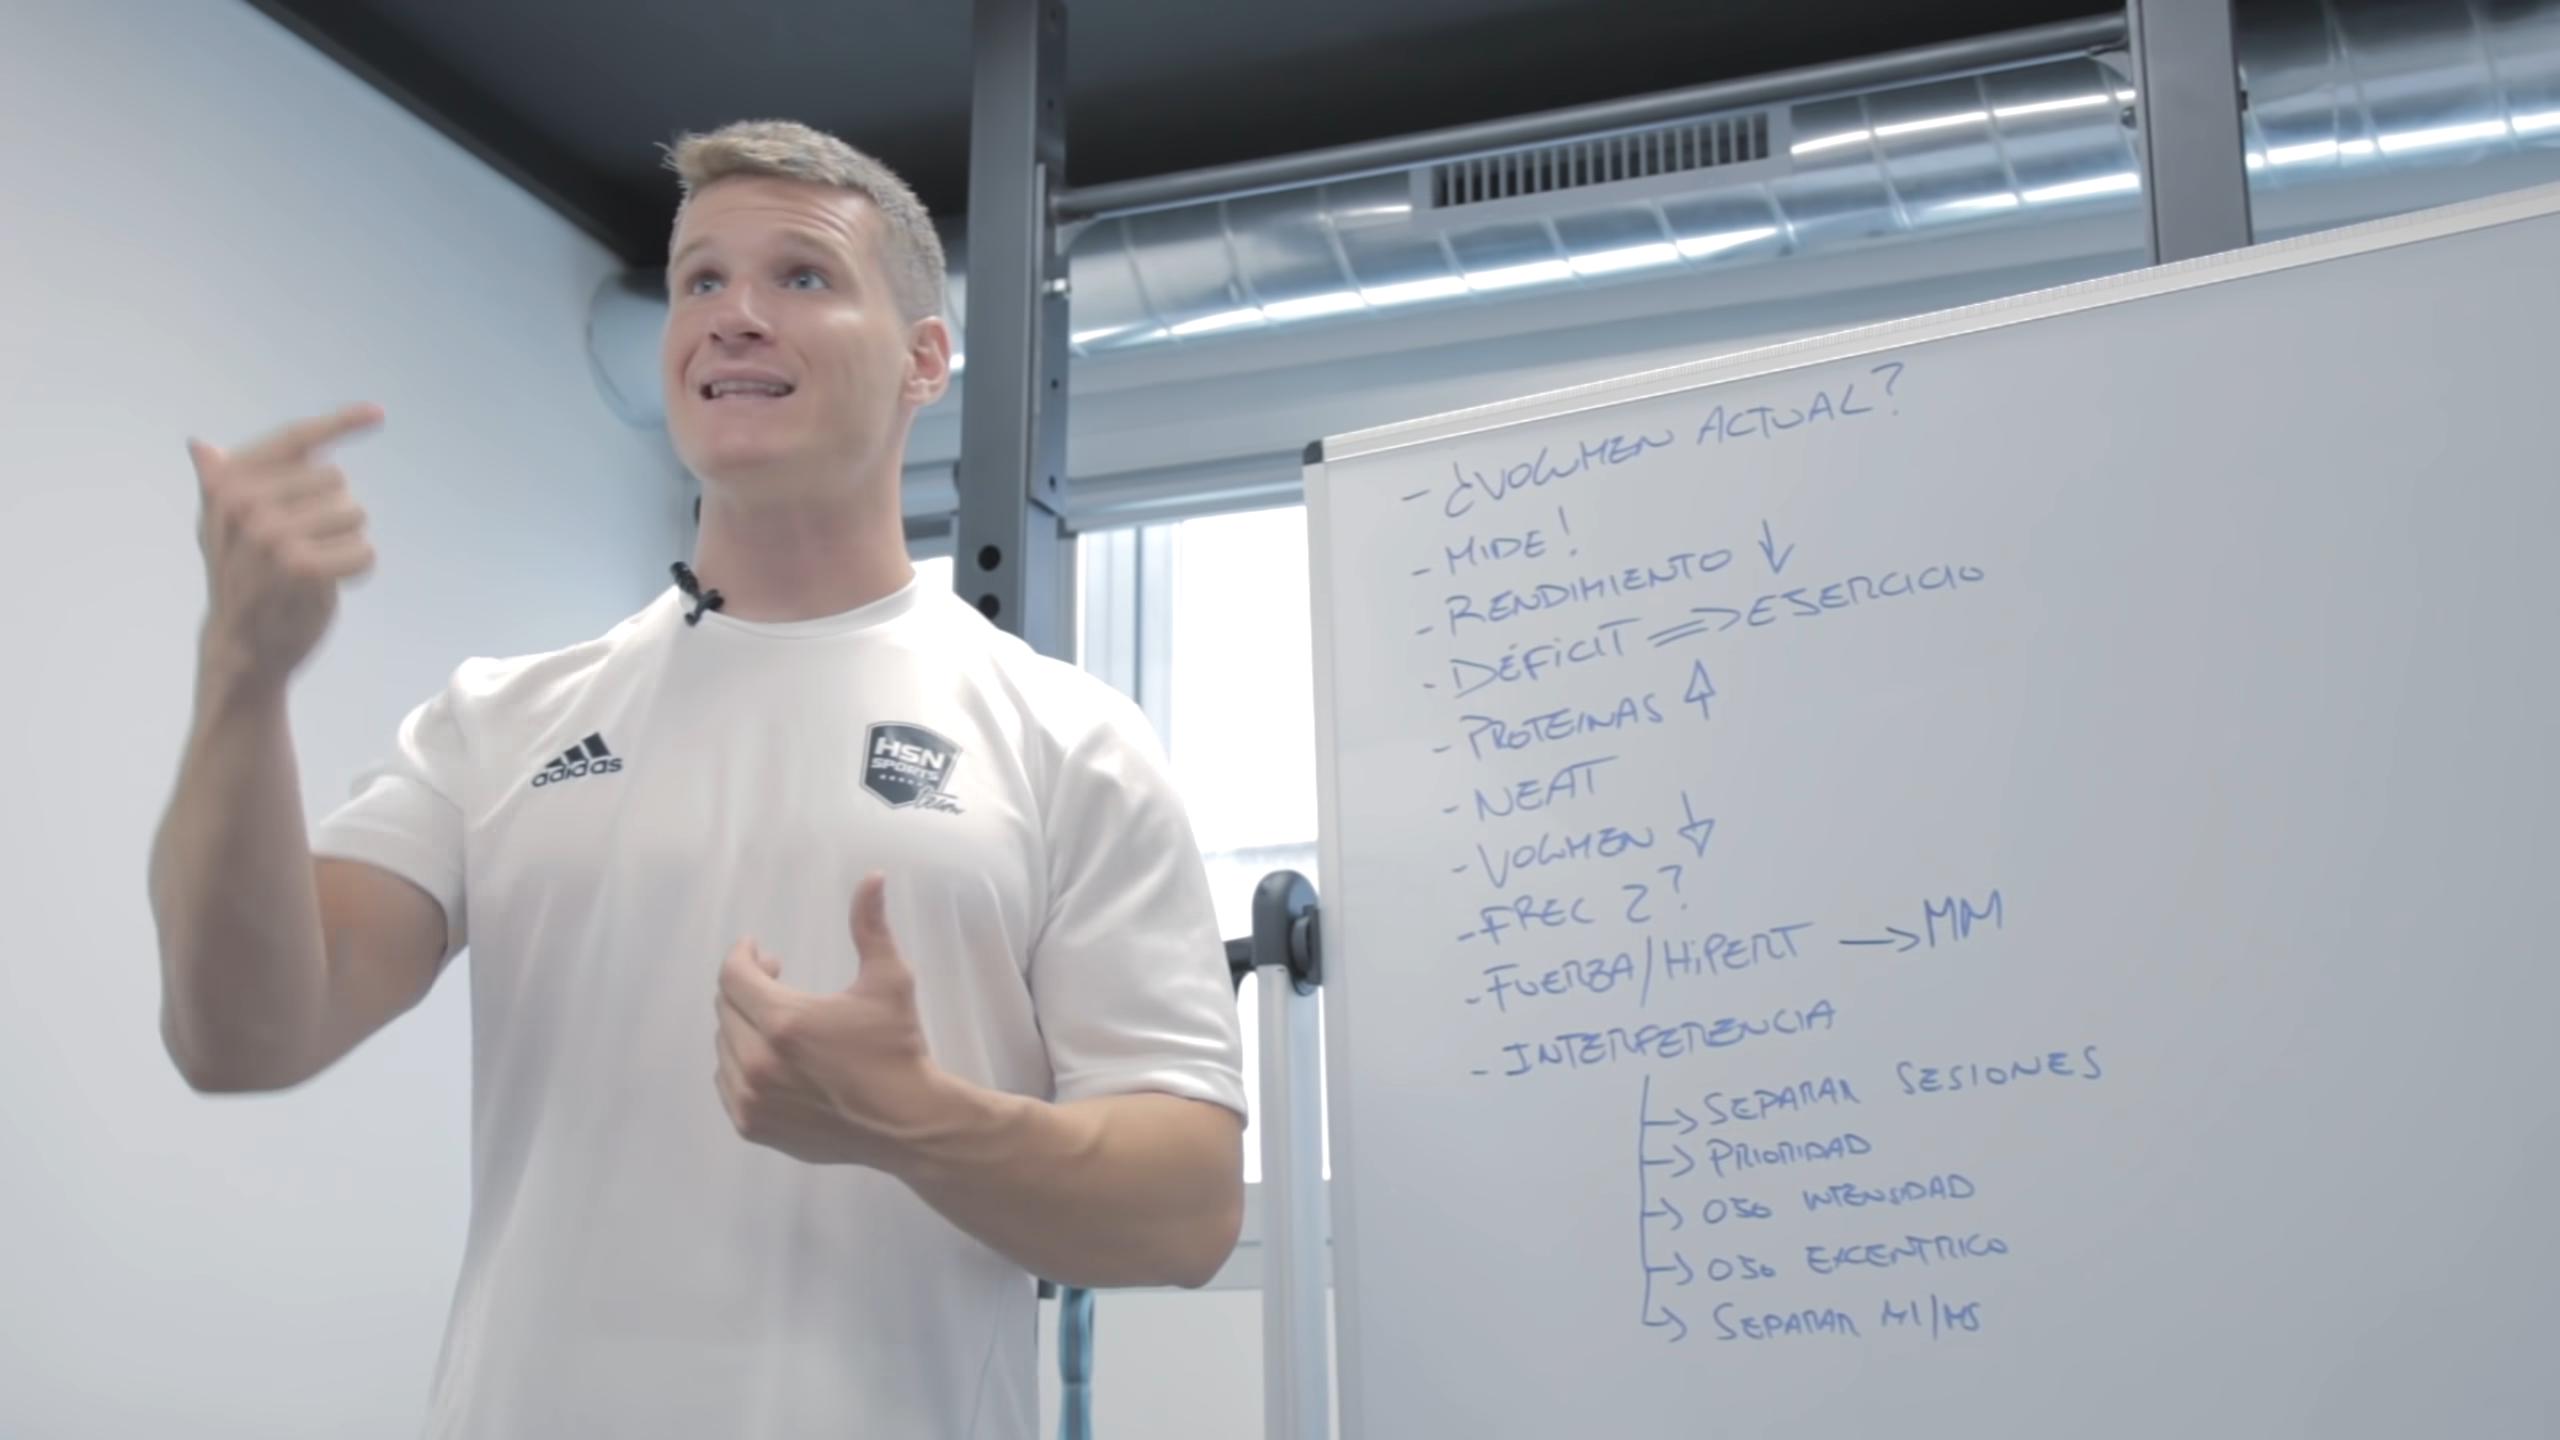 adidas
HSN
SPORTS
team
- ¿VOLUMEN ACTUAL?
- MIDE!
- RENDIMIENTO ↓
- DÉFICIT => EJERCICIO
- PROTEINAS ↑
- NEAT
- VOLUMEN ↓
- FREC 2?
- FUERZA/HIPERT → MM
- INTERFERENCIA
→ SEPARAR SESIONES
→ PRIORIDAD
→ OJO INTENSIDAD
→ OJO EXCENTRICO
→ SEPARAR MI/MS